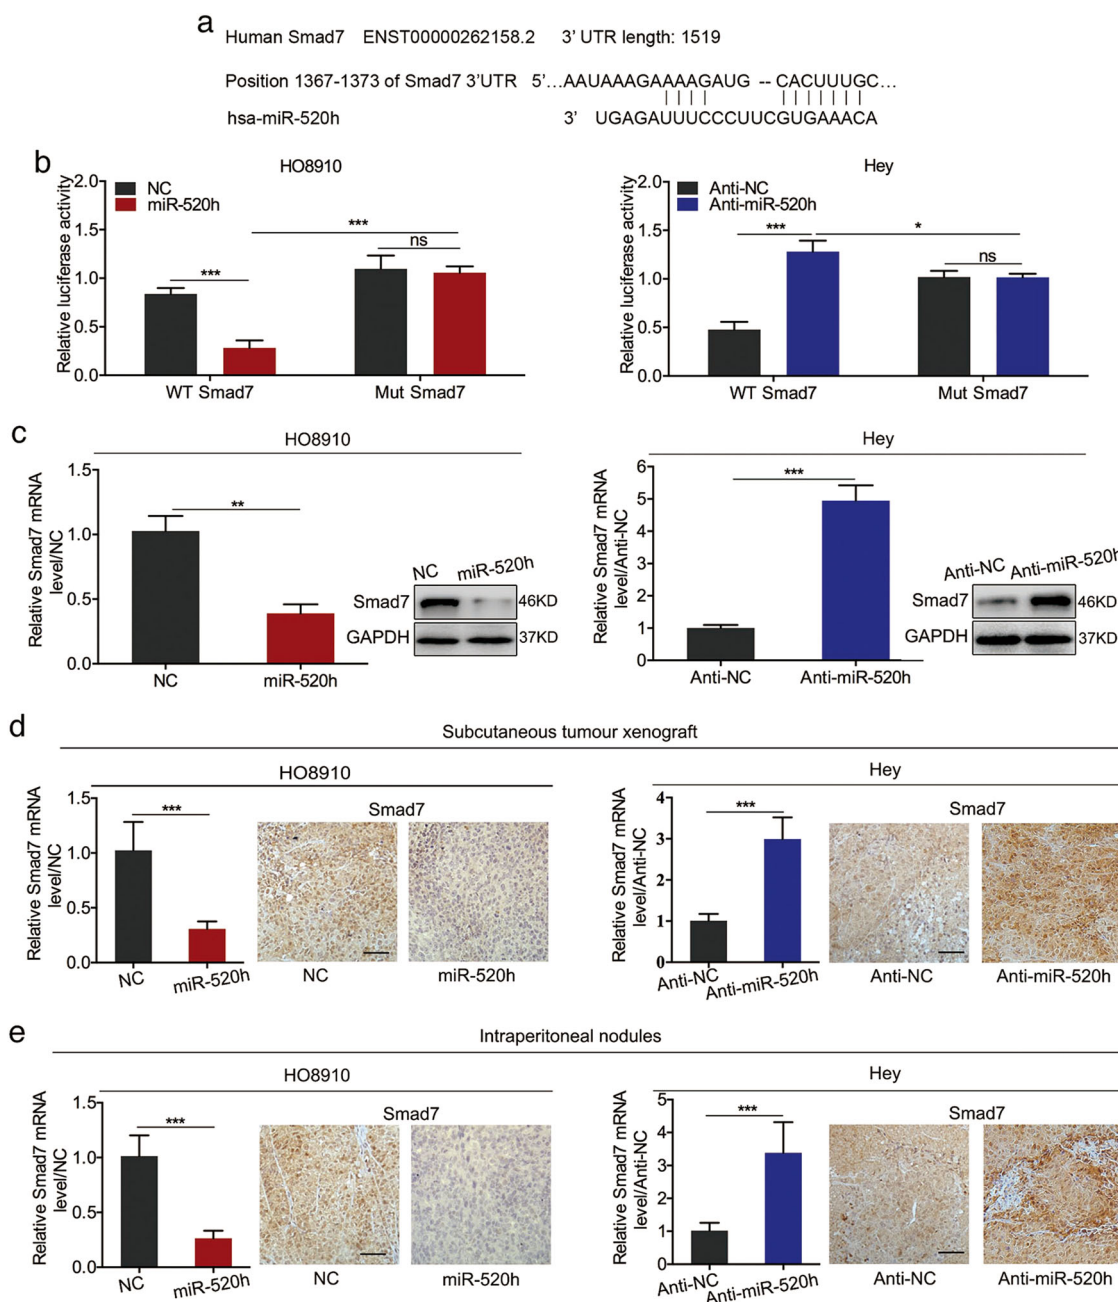 a
Human Smad7 ENST00000262158.2 3' UTR length: 1519
Position 1367-1373 of Smad7 3'UTR 5'...AAUAAAGAAAAGAUG -- CACUUUGC...
hsa-miR-520h 3' UGAGAUUUCCCUUCGUGAAACA
b
HO8910
Relative luciferase activity
2.0
1.5
1.0
0.5
0.0
NC
miR-520h
***
***
ns
WT Smad7
Mut Smad7
Hey
Relative luciferase activity
2.0
1.5
1.0
0.5
0.0
Anti-NC
Anti-miR-520h
***
*
ns
WT Smad7
Mut Smad7
c
HO8910
Relative Smad7 mRNA
level/NC
1.5
1.0
0.5
0.0
**
NC
miR-520h
NC miR-520h
Smad7 46KD
GAPDH 37KD
Hey
Relative Smad7 mRNA
level/Anti-NC
6
5
4
3
2
1
0
***
Anti-NC
Anti-miR-520h
Anti-NC Anti-miR-520h
Smad7 46KD
GAPDH 37KD
d
Subcutaneous tumour xenograft
HO8910
Relative Smad7 mRNA
level/NC
1.5
1.0
0.5
0.0
***
NC
miR-520h
Smad7
NC
miR-520h
Hey
Relative Smad7 mRNA
level/Anti-NC
4
3
2
1
0
***
Anti-NC
Anti-miR-520h
Smad7
Anti-NC
Anti-miR-520h
e
Intraperitoneal nodules
HO8910
Relative Smad7 mRNA
level/NC
1.5
1.0
0.5
0.0
***
NC
miR-520h
Smad7
NC
miR-520h
Hey
Relative Smad7 mRNA
level/Anti-NC
5
4
3
2
1
0
***
Anti-NC
Anti-miR-520h
Smad7
Anti-NC
Anti-miR-520h